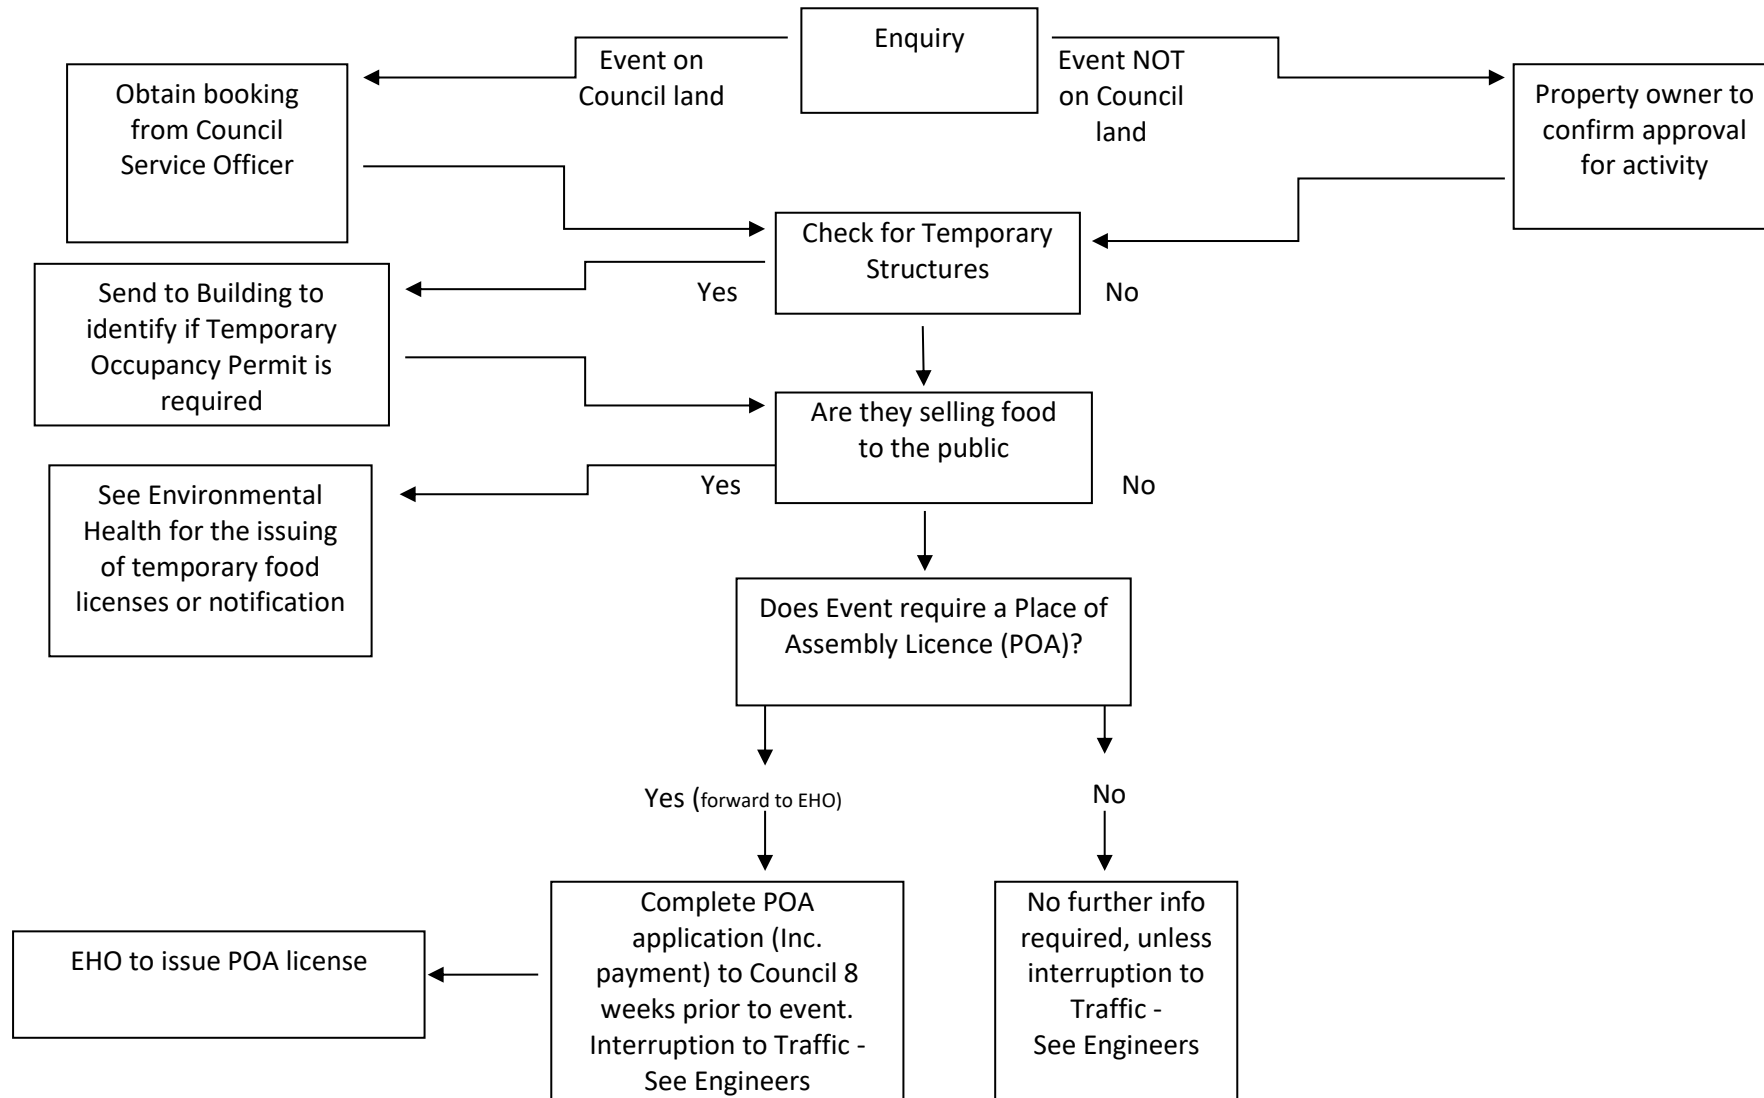 Enquiry
Event on
Council land
Event NOT
on Council
land
Obtain booking
from Council
Service Officer
Property owner to
confirm approval
for activity
Check for Temporary
Structures
Yes
No
Send to Building to
identify if Temporary
Occupancy Permit is
required
Are they selling food
to the public
Yes
No
See Environmental
Health for the issuing
of temporary food
licenses or notification
Does Event require a Place of
Assembly Licence (POA)?
Yes (forward to EHO)
No
Complete POA
application (Inc.
payment) to Council 8
weeks prior to event.
Interruption to Traffic -
See Engineers
No further info
required, unless
interruption to
Traffic -
See Engineers
EHO to issue POA license